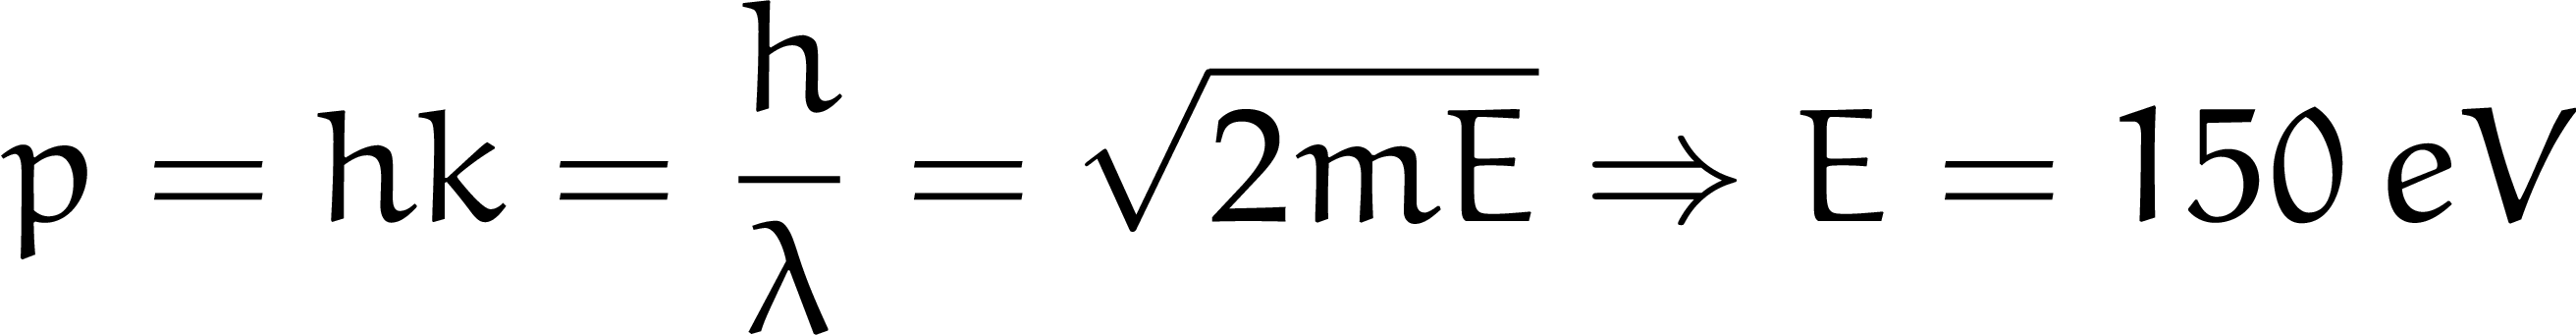 p = hk = h/λ = √2mE ⇒ E = 150 eV